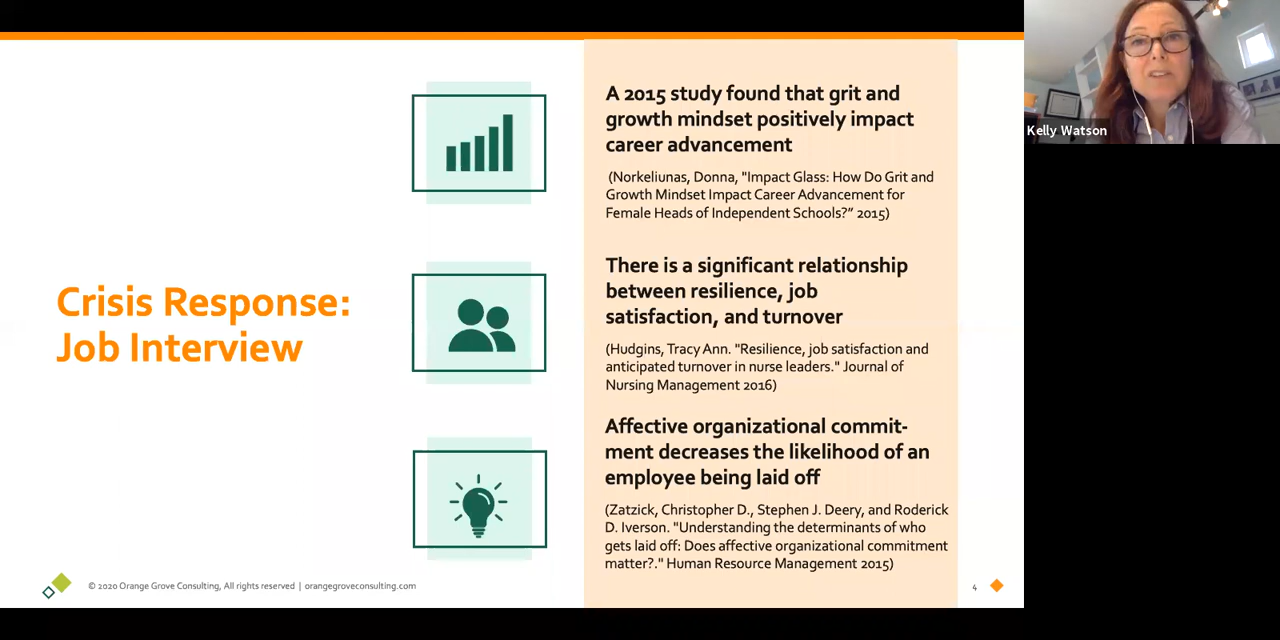 Crisis Response:
Job Interview
A 2015 study found that grit and
growth mindset positively impact
career advancement
(Norkeliunas, Donna, "Impact Glass: How Do Grit and
Growth Mindset Impact Career Advancement for
Female Heads of Independent Schools?” 2015)
There is a significant relationship
between resilience, job
satisfaction, and turnover
(Hudgins, Tracy Ann. "Resilience, job satisfaction and
anticipated turnover in nurse leaders." Journal of
Nursing Management 2016)
Affective organizational commit-
ment decreases the likelihood of an
employee being laid off
(Zatzick, Christopher D., Stephen J. Deery, and Roderick
D. Iverson. "Understanding the determinants of who
gets laid off: Does affective organizational commitment
matter?." Human Resource Management 2015)
© 2020 Orange Grove Consulting, All rights reserved | orangegroveconsulting.com
4
Kelly Watson